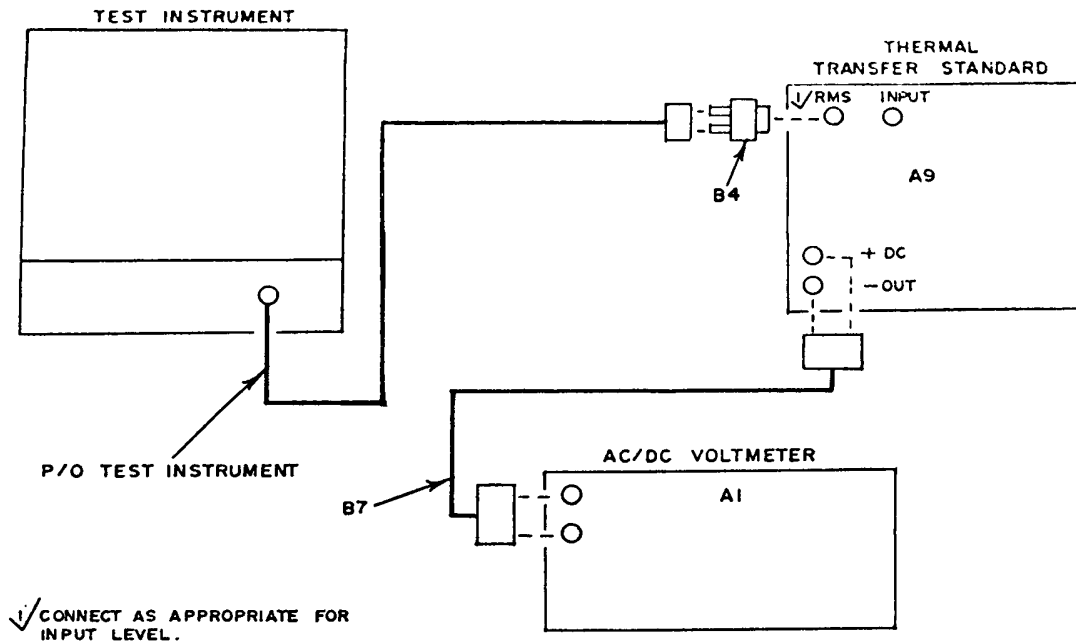 TEST INSTRUMENT
THERMAL
TRANSFER STANDARD
1/ RMS INPUT
A9
B4
+ DC
- OUT
P/O TEST INSTRUMENT
AC/DC VOLTMETER
A1
B7
1/ CONNECT AS APPROPRIATE FOR
INPUT LEVEL.